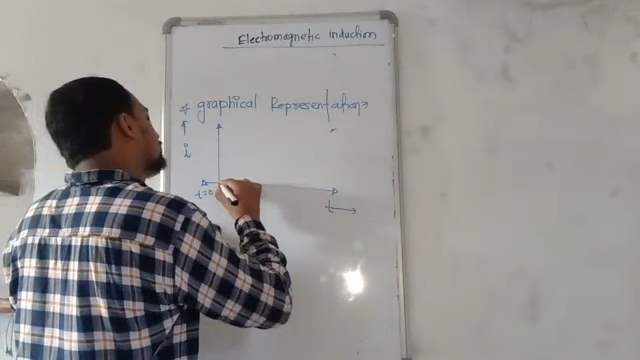 Electromagnetic induction
graphical Representation
i
t=0
t